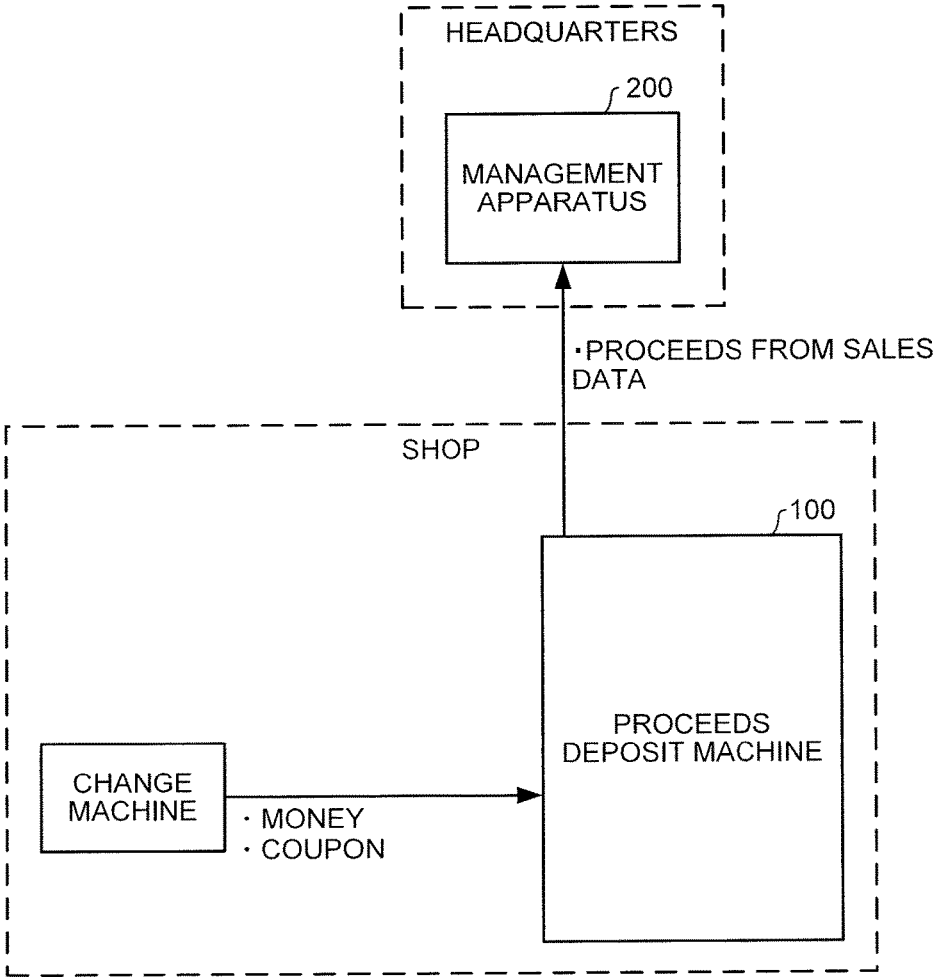 HEADQUARTERS
200
MANAGEMENT
APPARATUS
・PROCEEDS FROM SALES
DATA
SHOP
100
PROCEEDS
DEPOSIT MACHINE
CHANGE
MACHINE
・ MONEY
・ COUPON